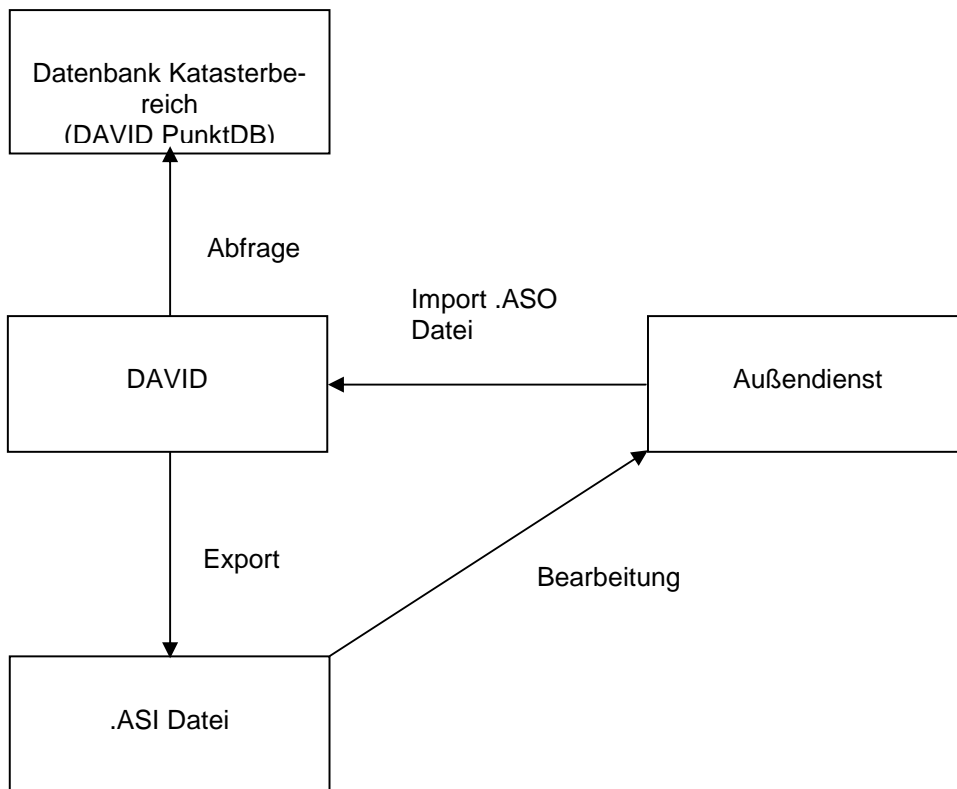 Datenbank Katasterbe-
reich
(DAVID PunktDB)
Abfrage
Import .ASO
Datei
DAVID
Außendienst
Export
Bearbeitung
.ASI Datei